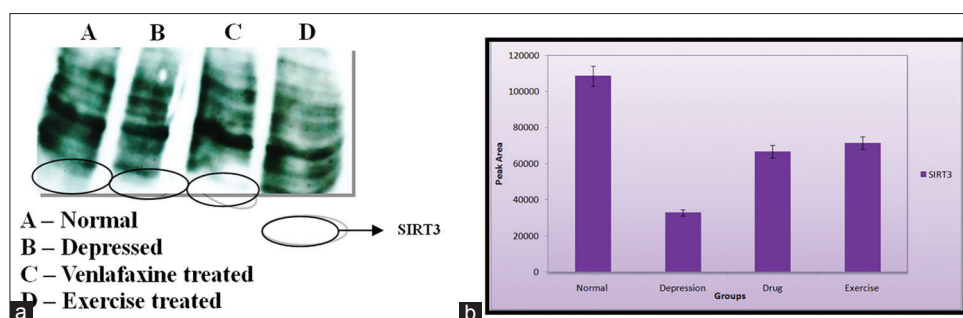 A B C D
SIRT3
A – Normal
B – Depressed
C – Venlafaxine treated
D – Exercise treated
a
120000
100000
80000
60000
40000
20000
0
Peak Area
Normal Depression Drug Exercise
Groups
SIRT3
b